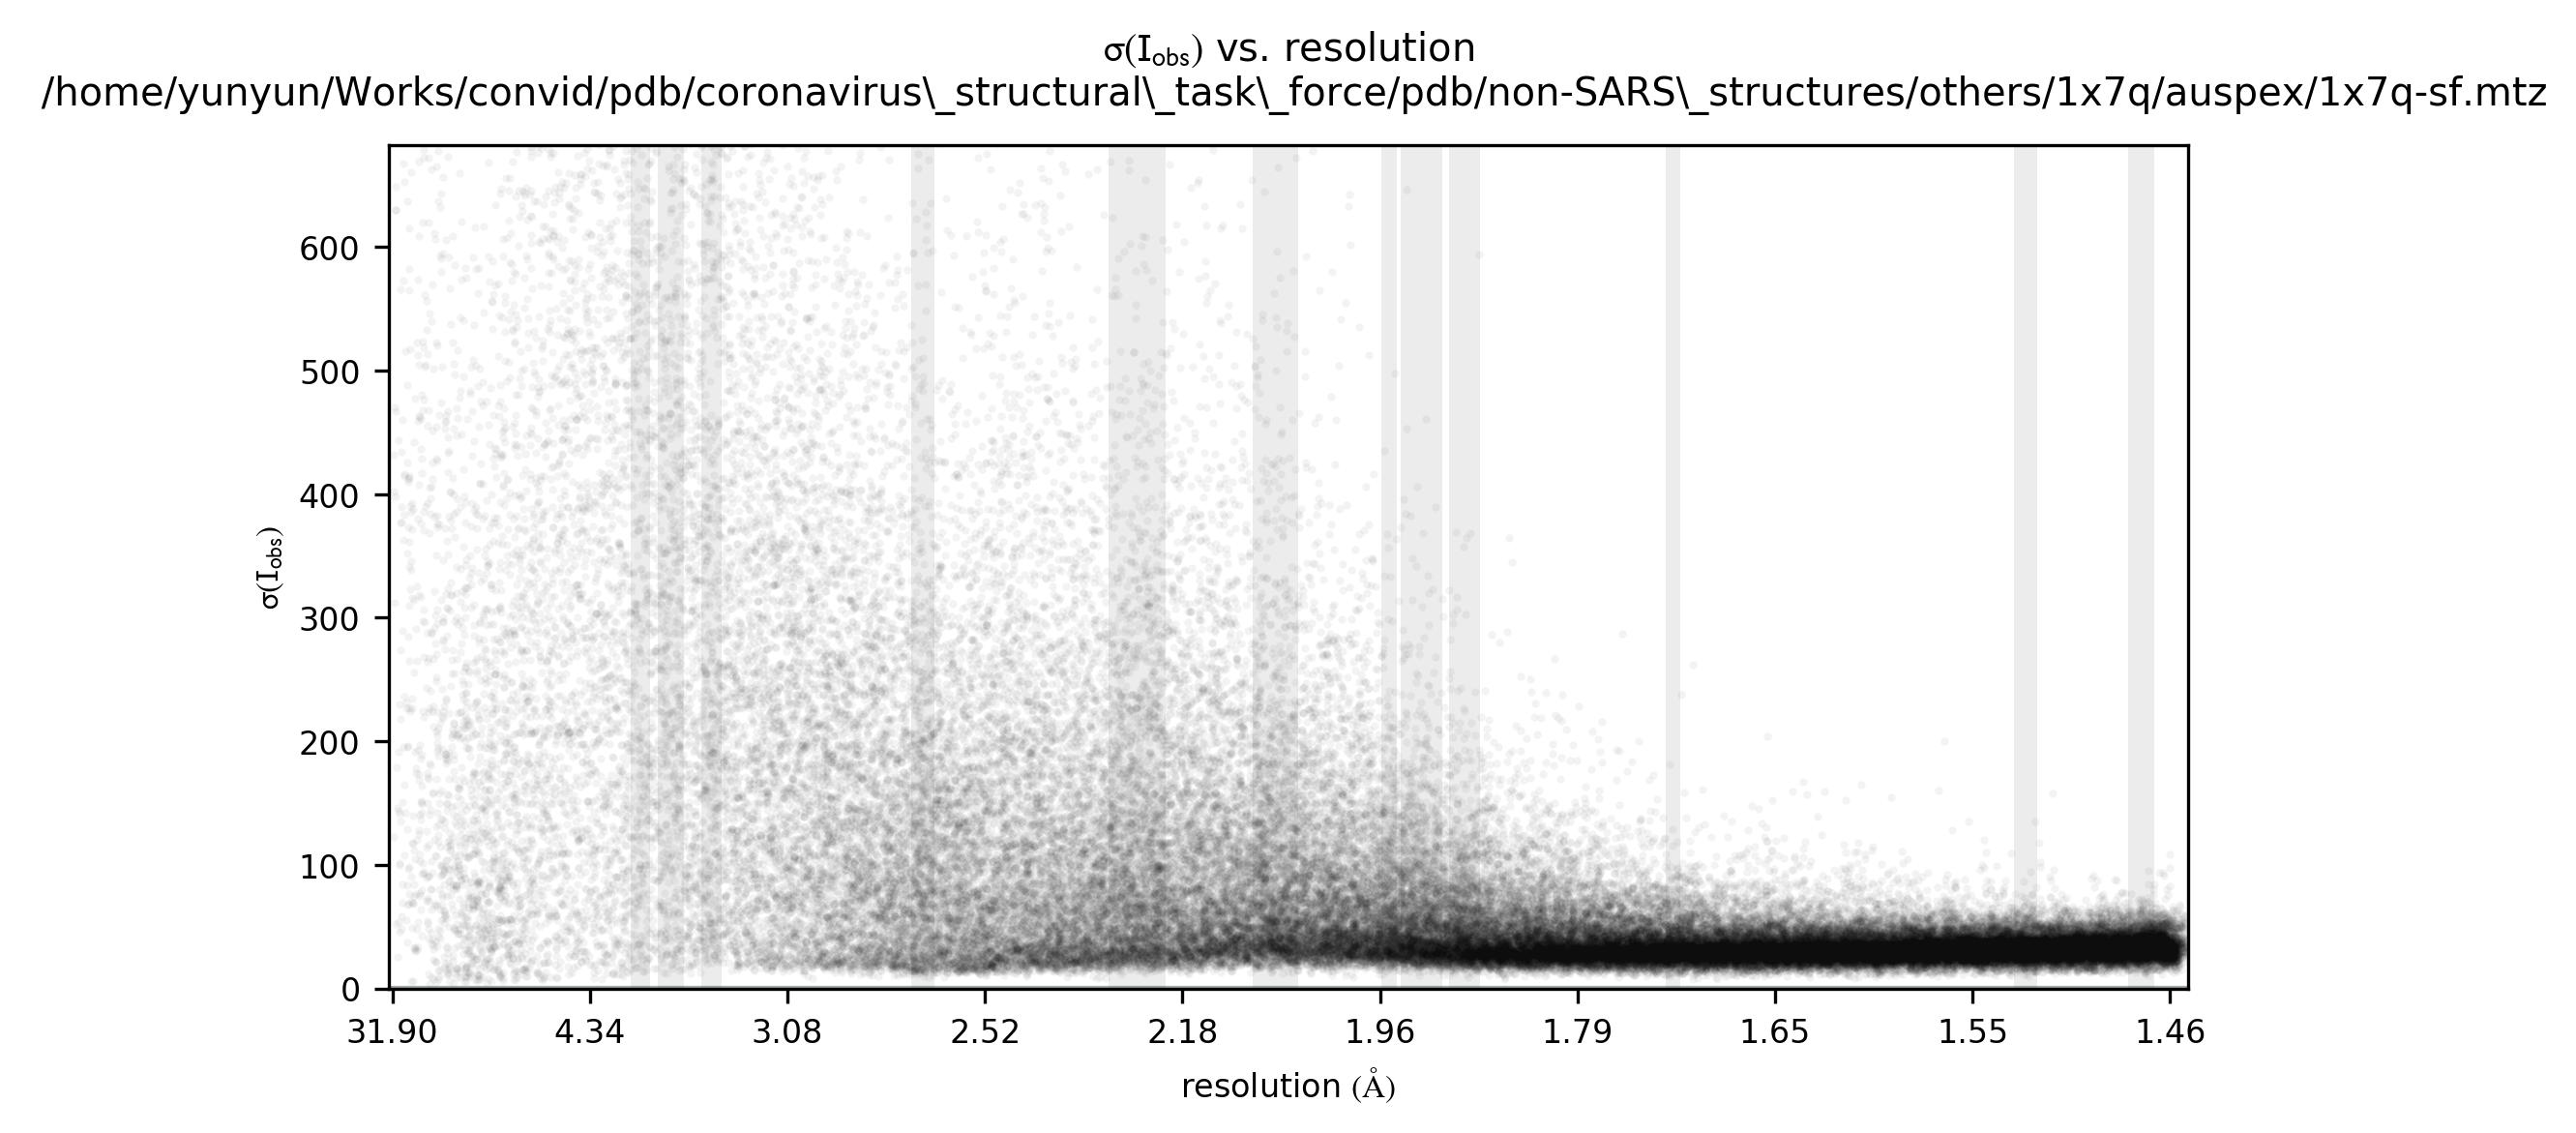 σ(Iobs) vs. resolution
/home/yunyun/Works/convid/pdb/coronavirus\_structural\_task\_force/pdb/non-SARS\_structures/others/1x7q/auspex/1x7q-sf.mtz
σ(Iobs)
600
500
400
300
200
100
0
31.90 4.34 3.08 2.52 2.18 1.96 1.79 1.65 1.55 1.46
resolution (Å)